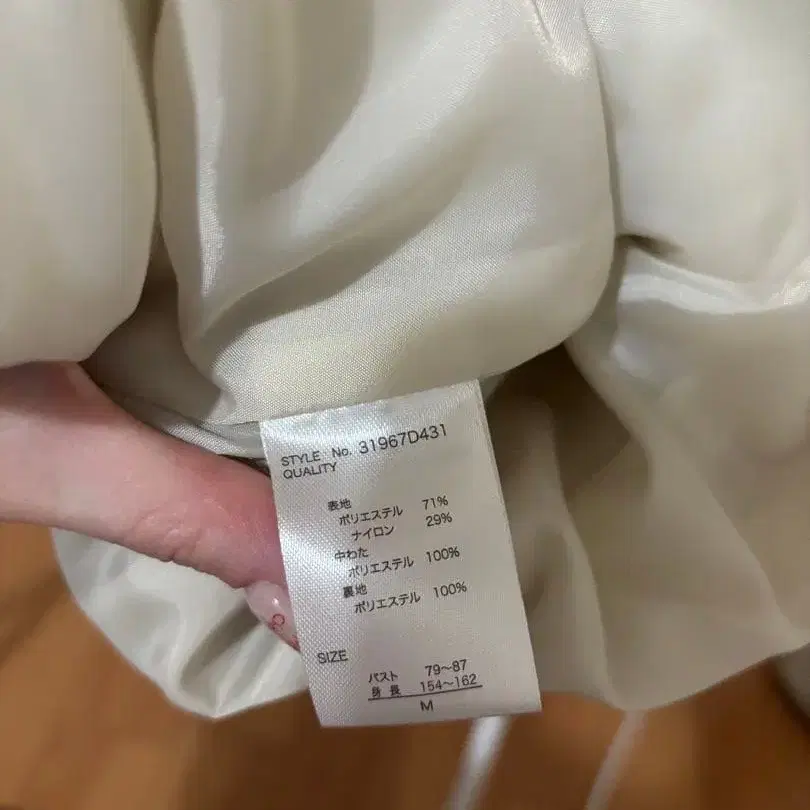 STYLE No. 31967D431
QUALITY
表地
ポリエステル 71%
ナイロン 29%
中わた
ポリエステル 100%
裏地
ポリエステル 100%
SIZE
バスト 79~87
身長 154~162
M